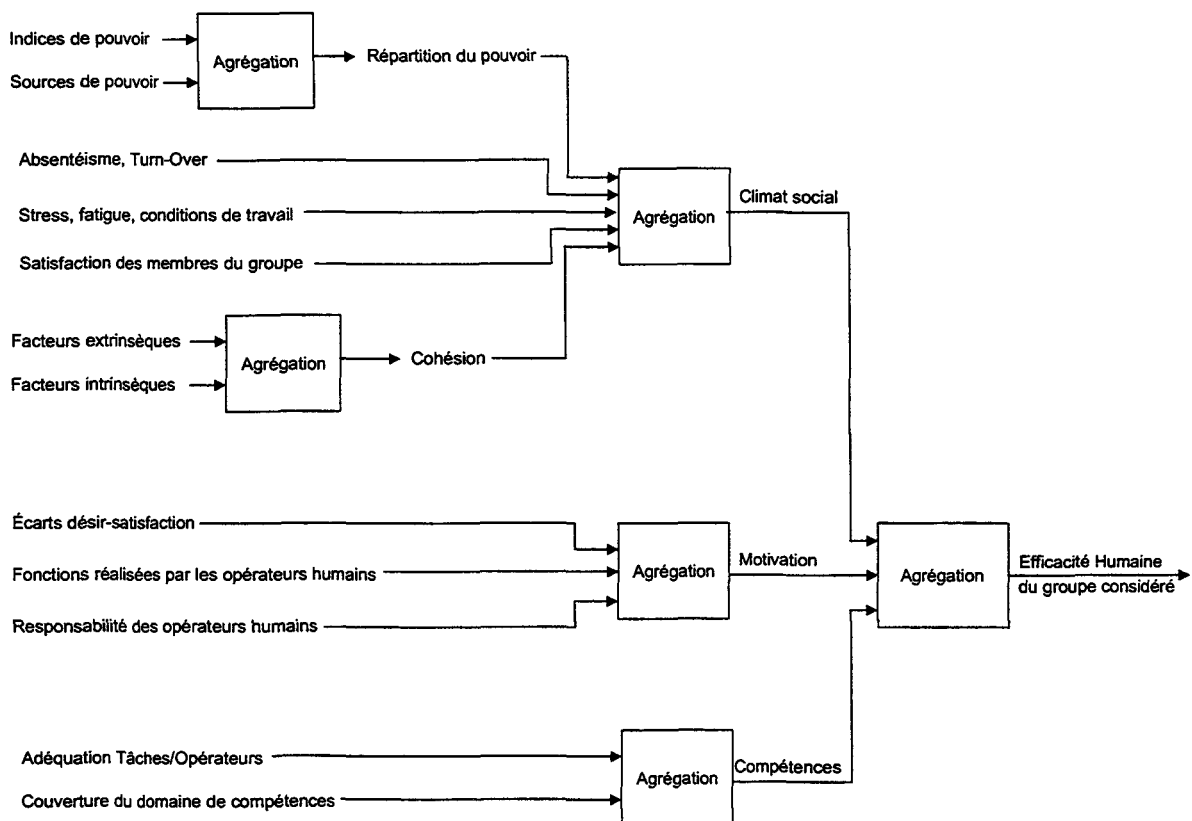 Indices de pouvoir
Sources de pouvoir
Agrégation
Répartition du pouvoir
Absentéisme, Turn-Over
Stress, fatigue, conditions de travail
Satisfaction des membres du groupe
Agrégation
Climat social
Facteurs extrinsèques
Facteurs intrinsèques
Agrégation
Cohésion
Écarts désir-satisfaction
Fonctions réalisées par les opérateurs humains
Responsabilité des opérateurs humains
Agrégation
Motivation
Agrégation
Efficacité Humaine
du groupe considéré
Adéquation Tâches/Opérateurs
Couverture du domaine de compétences
Agrégation
Compétences